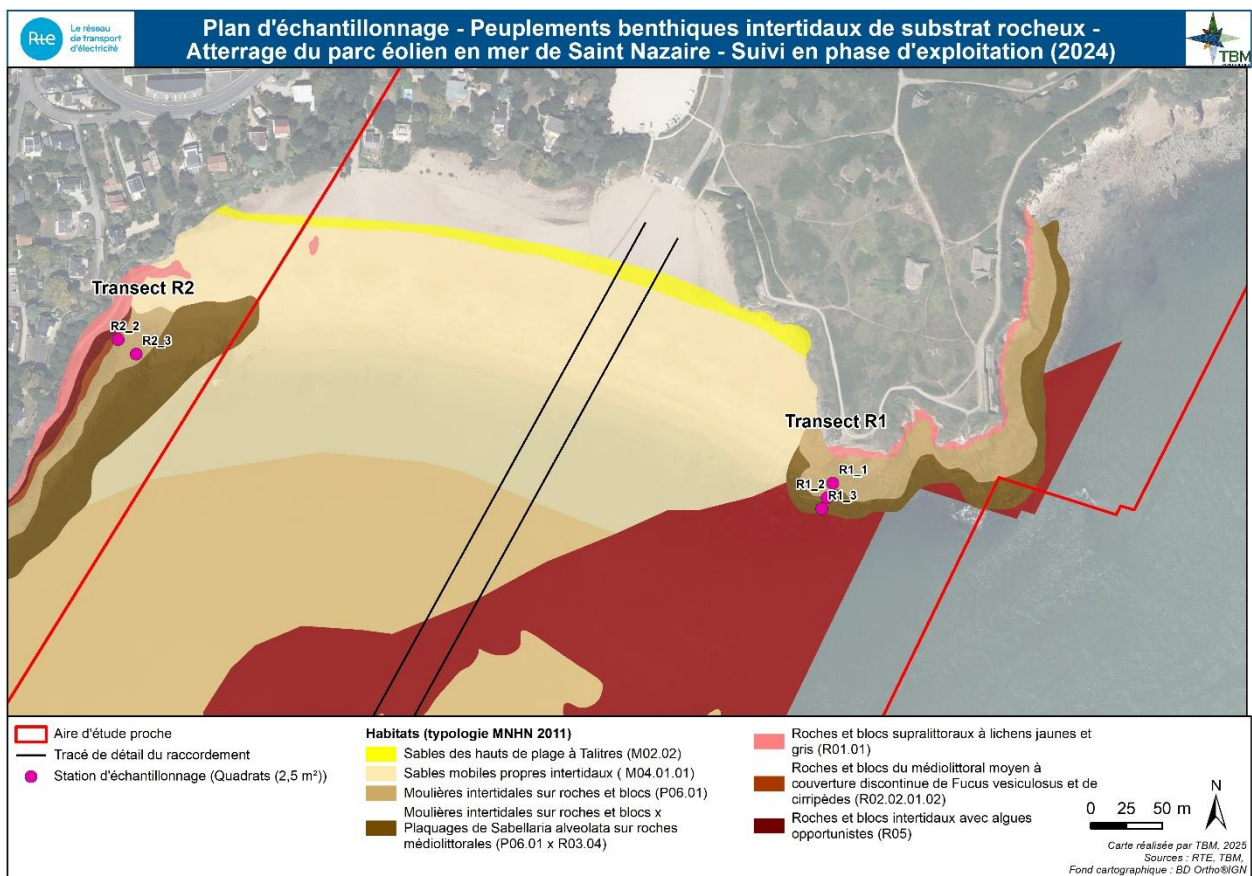 Rte
Le réseau
de transport
d'électricité
Plan d'échantillonnage - Peuplements benthiques intertidaux de substrat rocheux -
Atterrage du parc éolien en mer de Saint Nazaire - Suivi en phase d'exploitation (2024)
TBM
Transect R2
R2_2
R2_3
Transect R1
R1_1
R1_2
R1_3
Aire d'étude proche
Tracé de détail du raccordement
Station d'échantillonnage (Quadrats (2,5 m²))
Habitats (typologie MNHN 2011)
Sables des hauts de plage à Talitres (M02.02)
Sables mobiles propres intertidaux ( M04.01.01)
Moulières intertidales sur roches et blocs (P06.01)
Moulières intertidales sur roches et blocs x
Plaquages de Sabellaria alveolata sur roches
médiolittorales (P06.01 x R03.04)
Roches et blocs supralittoraux à lichens jaunes et
gris (R01.01)
Roches et blocs du médiolittoral moyen à
couverture discontinue de Fucus vesiculosus et de
cirripèdes (R02.02.01.02)
Roches et blocs intertidaux avec algues
opportunistes (R05)
0 25 50 m
N
Carte réalisée par TBM, 2025
Sources : RTE, TBM,
Fond cartographique : BD Ortho®IGN